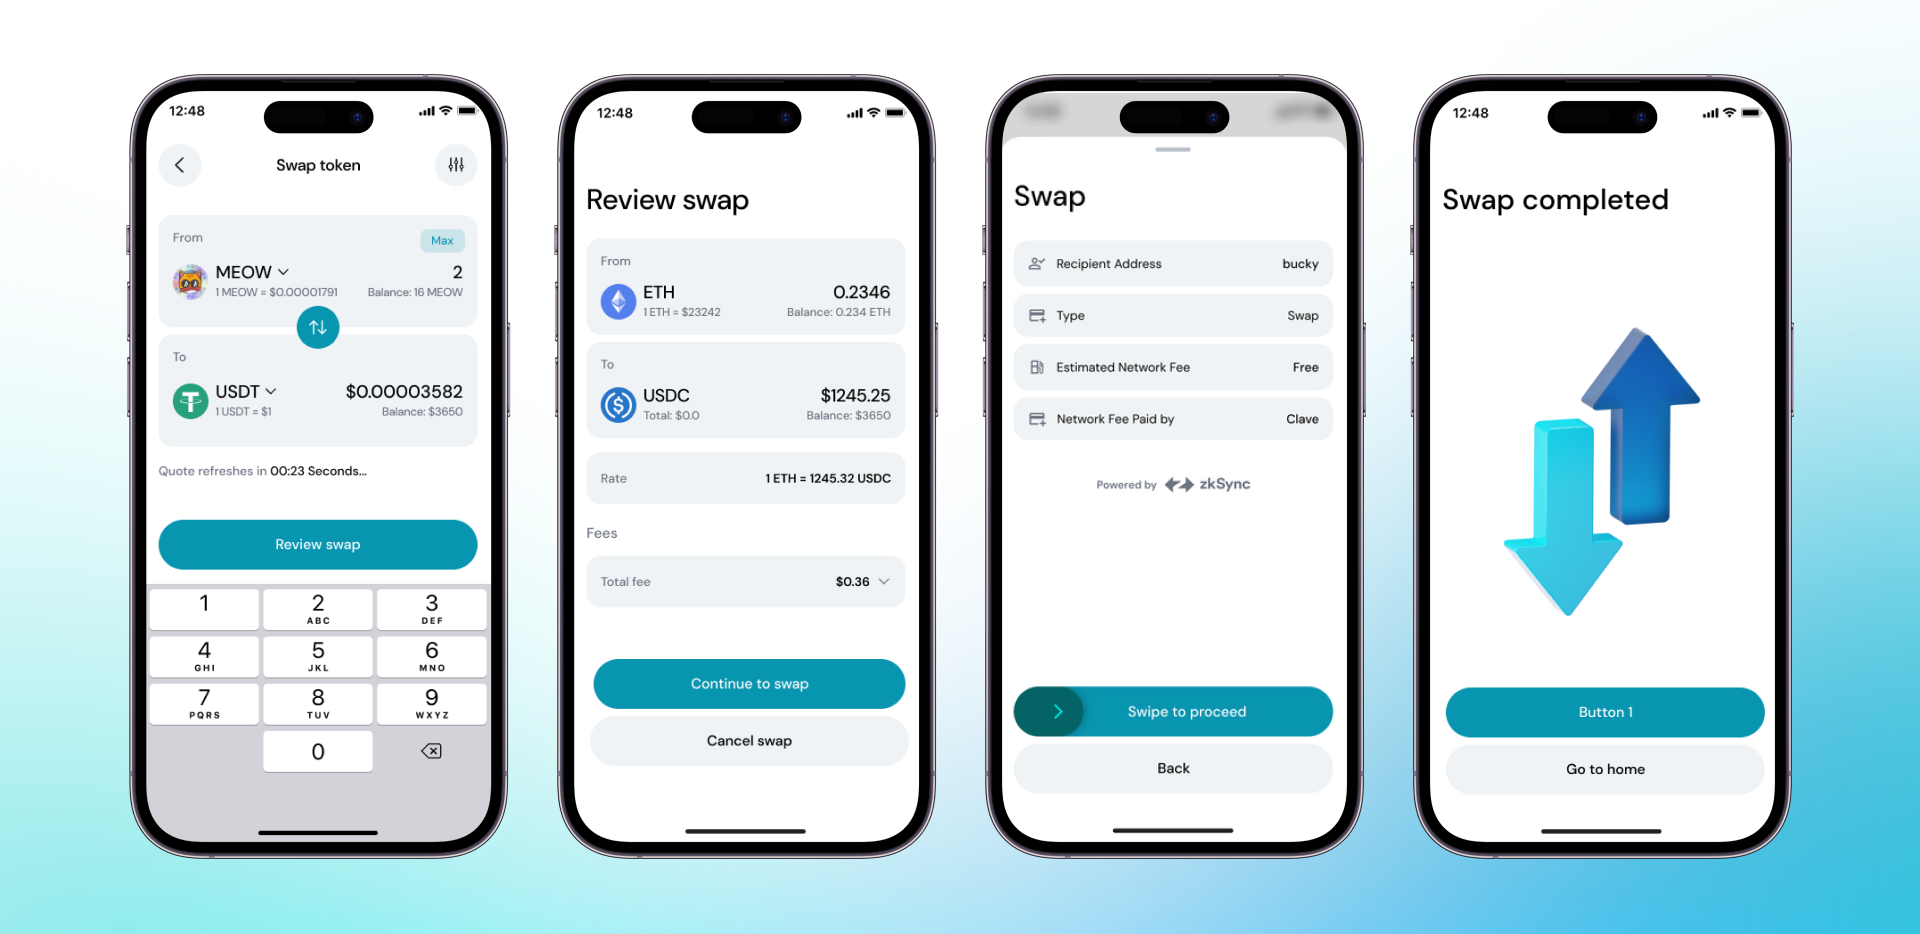 12:48
Swap token
From
Max
MEOW
2
1 MEOW = $0.00001791
Balance: 16 MEOW
To
USDT
$0.00003582
1 USDT = $1
Balance: $3650
Quote refreshes in 00:23 Seconds...
Review swap
1
2
ABC
3
DEF
4
GHI
5
JKL
6
MNO
7
PQRS
8
TUV
9
WXYZ
0
12:48
Review swap
From
ETH
0.2346
1 ETH = $23242
Balance: 0.234 ETH
To
USDC
$1245.25
Total: $0.0
Balance: $3650
Rate
1 ETH = 1245.32 USDC
Fees
Total fee
$0.36
Continue to swap
Cancel swap
Swap
Recipient Address
bucky
Type
Swap
Estimated Network Fee
Free
Network Fee Paid by
Clave
Powered by zkSync
Swipe to proceed
Back
12:48
Swap completed
Button 1
Go to home